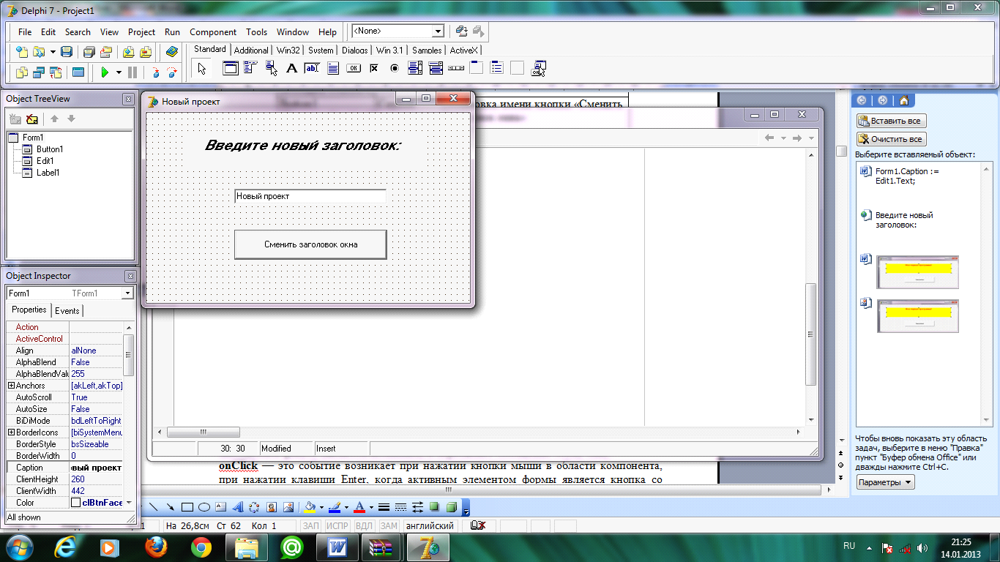 Delphi 7 - Project1
File Edit Search View Project Run Component Tools Window Help
<None>
Standard Additional Win32 System Dialogs Win 3.1 Samples ActiveX
Object TreeView
Form1
Button1
Edit1
Label1
Новый проект
Введите новый заголовок:
Новый проект
Сменить заголовок окна
овка имени кнопки «Сменить
Object Inspector
Form1 TForm1
Properties Events
Action
ActiveControl
Align alNone
AlphaBlend False
AlphaBlendValu 255
Anchors [akLeft,akTop]
AutoScroll True
AutoSize False
BiDiMode bdLeftToRight
BorderIcons [biSystemMenu
BorderStyle bsSizeable
BorderWidth 0
Caption овый проект
ClientHeight 260
ClientWidth 442
Color clBtnFace
All shown
30: 30 Modified Insert
onClick — это событие возникает при нажатии кнопки мыши в области компонента,
при нажатии клавиши Enter, когда активным элементом формы является кнопка со
Вставить все
Очистить все
Выберите вставляемый объект:
Form1.Caption :=
Edit1.Text;
Введите новый
заголовок:
Чтобы вновь показать эту область
задач, выберите в меню "Правка"
пункт "Буфер обмена Office" или
дважды нажмите Ctrl+C.
Параметры
1 На 26,8см Ст 62 Кол 1 ЗАП ИСПР ВДЛ ЗАМ английский
RU
21:25
14.01.2013